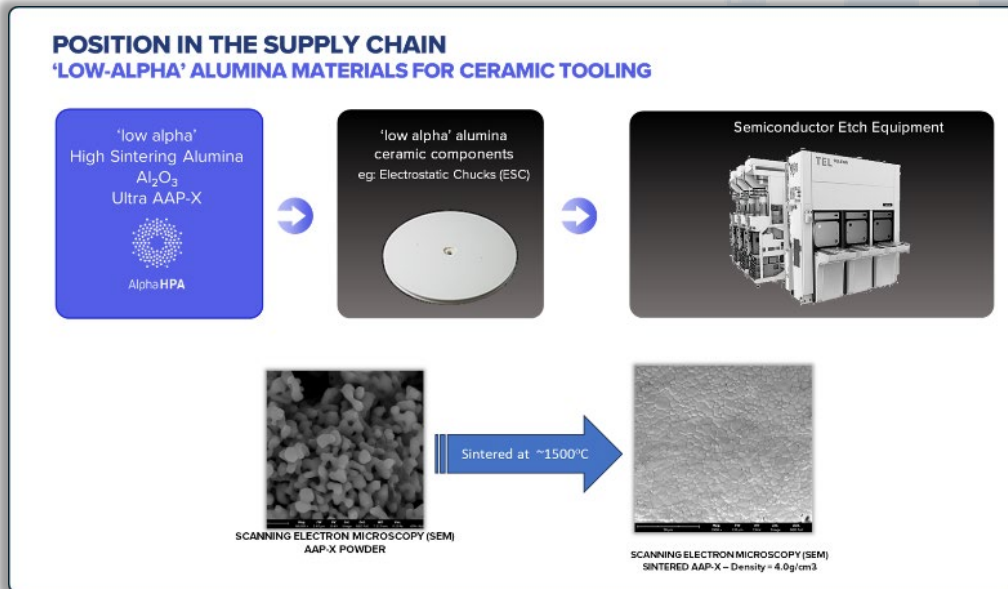 POSITION IN THE SUPPLY CHAIN
‘LOW-ALPHA’ ALUMINA MATERIALS FOR CERAMIC TOOLING
‘low alpha’
High Sintering Alumina
Al₂O₃
Ultra AAP-X
AlphaHPA
‘low alpha’ alumina
ceramic components
eg: Electrostatic Chucks (ESC)
Semiconductor Etch Equipment
TEL
Sintered at ~1500°C
SCANNING ELECTRON MICROSCOPY (SEM)
AAP-X POWDER
SCANNING ELECTRON MICROSCOPY (SEM)
SINTERED AAP-X – Density = 4.0g/cm3